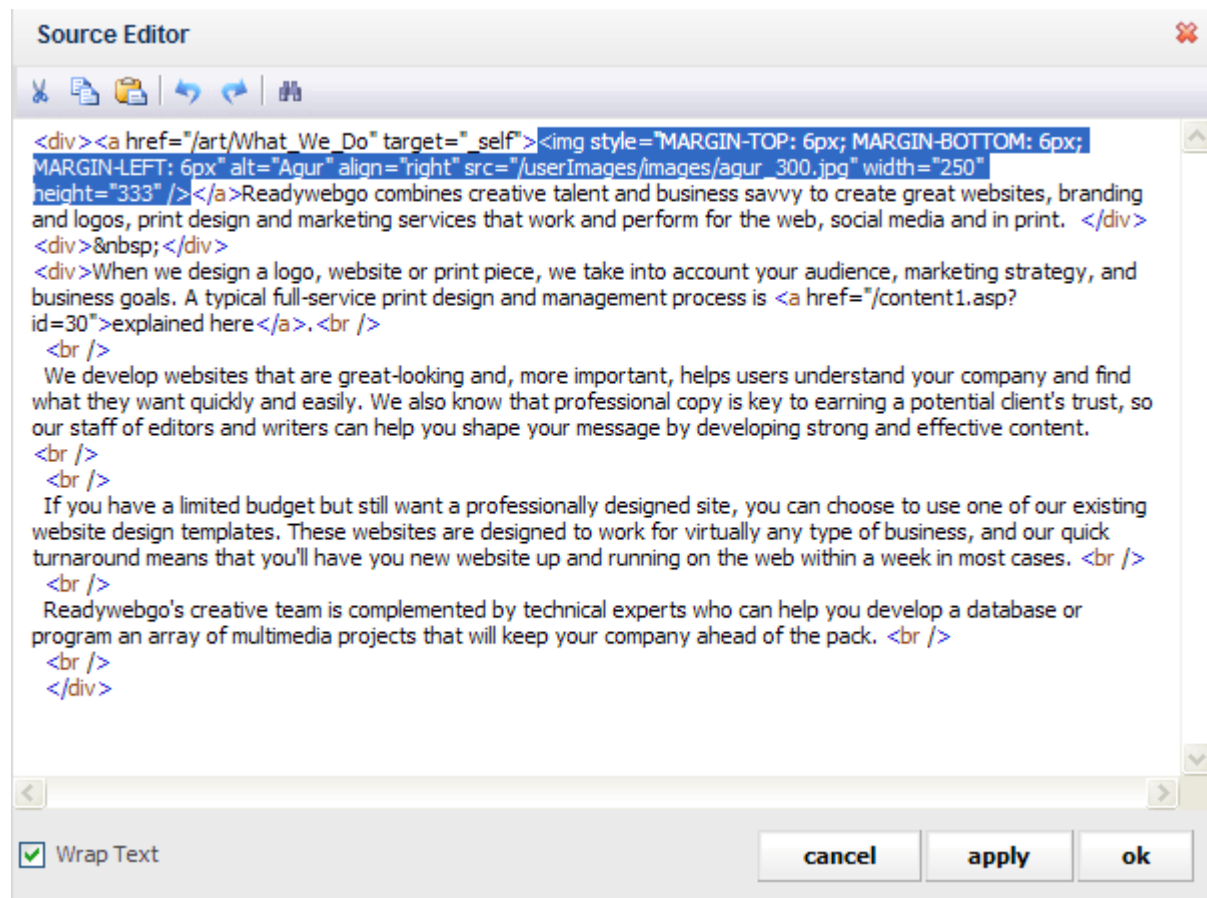 Source Editor
<div><a href="/art/What_We_Do" target="_self"><img style="MARGIN-TOP: 6px; MARGIN-BOTTOM: 6px;
MARGIN-LEFT: 6px" alt="Agur" align="right" src="/userImages/images/agur_300.jpg" width="250"
height="333" /></a>Readywebgo combines creative talent and business savvy to create great websites, branding
and logos, print design and marketing services that work and perform for the web, social media and in print.  </div>
<div>&nbsp;</div>
<div>When we design a logo, website or print piece, we take into account your audience, marketing strategy, and
business goals. A typical full-service print design and management process is <a href="/content1.asp?
id=30">explained here</a>.<br />
<br />
We develop websites that are great-looking and, more important, helps users understand your company and find
what they want quickly and easily. We also know that professional copy is key to earning a potential client's trust, so
our staff of editors and writers can help you shape your message by developing strong and effective content.
<br />
<br />
If you have a limited budget but still want a professionally designed site, you can choose to use one of our existing
website design templates. These websites are designed to work for virtually any type of business, and our quick
turnaround means that you'll have you new website up and running on the web within a week in most cases. <br />
<br />
Readywebgo's creative team is complemented by technical experts who can help you develop a database or
program an array of multimedia projects that will keep your company ahead of the pack. <br />
<br />
</div>
Wrap Text
cancel
apply
ok